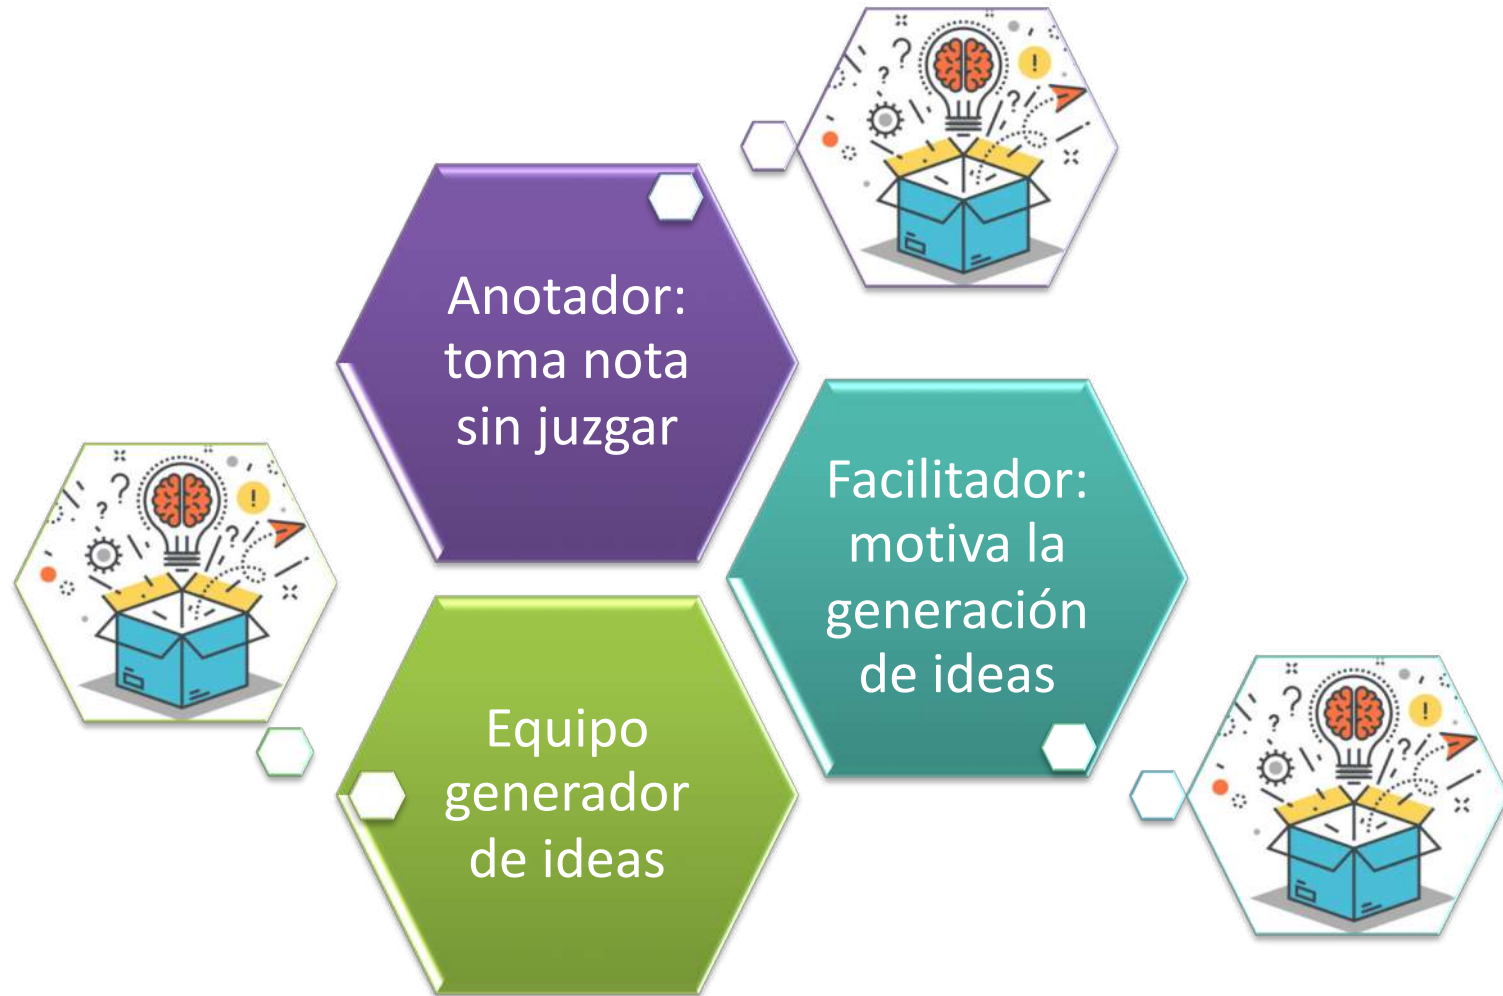 Anotador:
toma nota
sin juzgar
Facilitador:
motiva la
generación
de ideas
Equipo
generador
de ideas